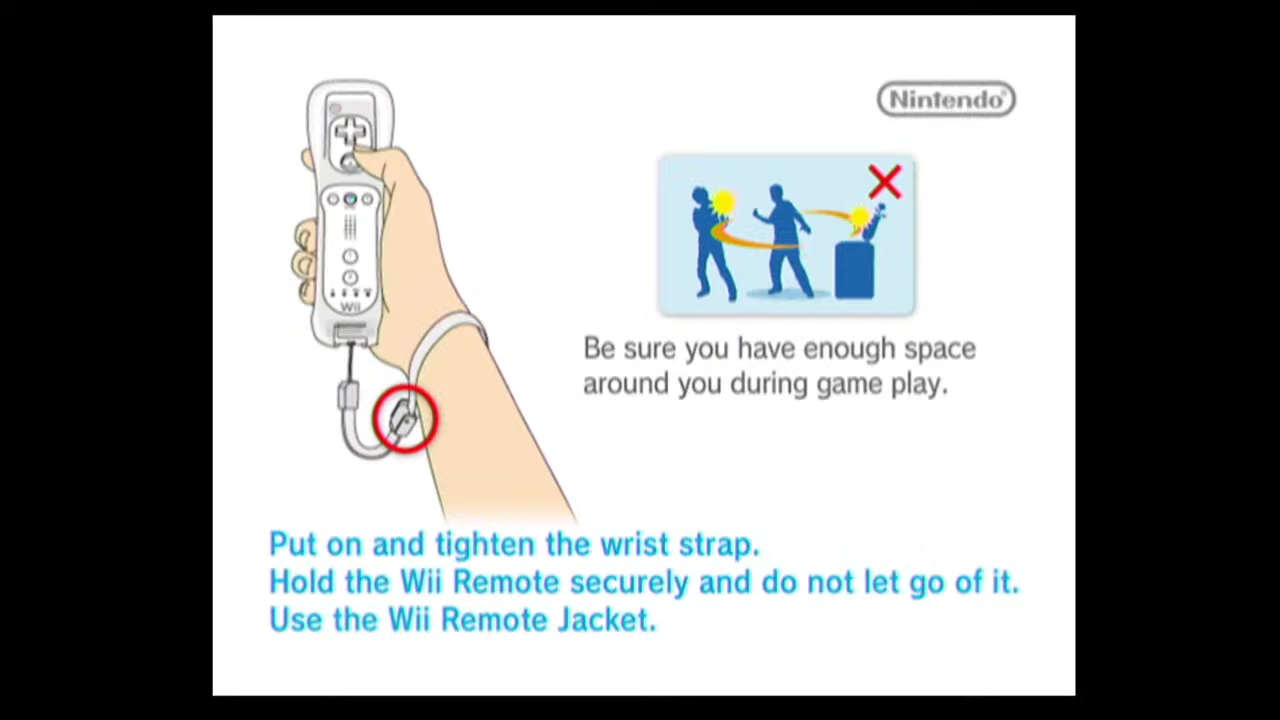 Nintendo®
Be sure you have enough space
around you during game play.
Wii
Put on and tighten the wrist strap.
Hold the Wii Remote securely and do not let go of it.
Use the Wii Remote Jacket.